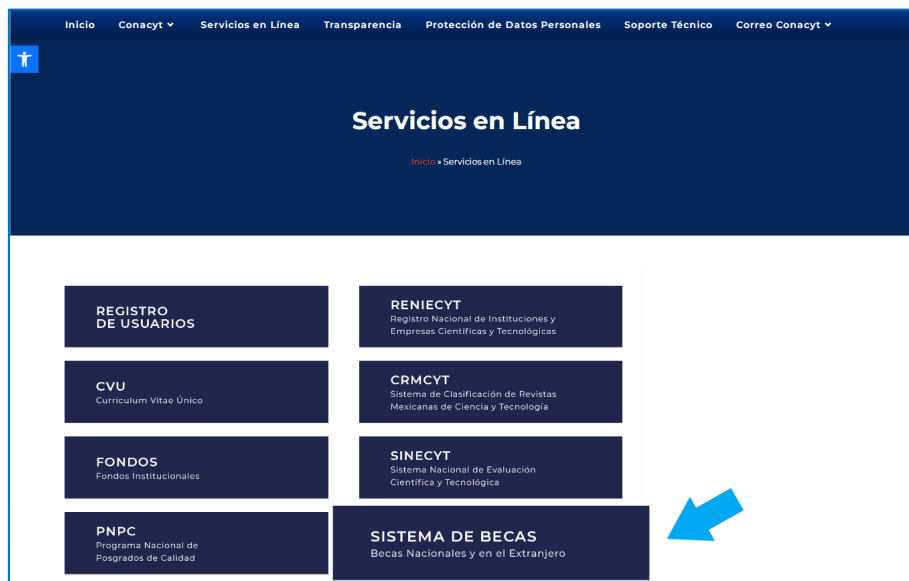 Inicio Conacyt Servicios en Línea Transparencia Protección de Datos Personales Soporte Técnico Correo Conacyt
Servicios en Línea
Inicio » Servicios en Línea
REGISTRO
DE USUARIOS
RENIECYT
Registro Nacional de Instituciones y
Empresas Científicas y Tecnológicas
CVU
Curriculum Vitae Único
CRMCYT
Sistema de Clasificación de Revistas
Mexicanas de Ciencia y Tecnología
FONDOS
Fondos Institucionales
SINECYT
Sistema Nacional de Evaluación
Científica y Tecnológica
PNPC
Programa Nacional de
Posgrados de Calidad
SISTEMA DE BECAS
Becas Nacionales y en el Extranjero